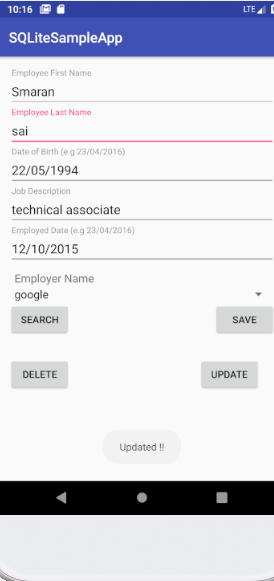 10:16 LTE
SQLiteSampleApp
Employee First Name
Smaran
Employee Last Name
sai
Date of Birth (e.g 23/04/2016)
22/05/1994
Job Description
technical associate
Employed Date (e.g 23/04/2016)
12/10/2015
Employer Name
google
SEARCH SAVE
DELETE UPDATE
Updated !!